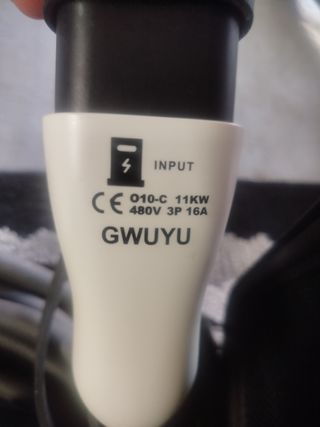 INPUT
CE O10-C 11KW
480V 3P 16A
GWUYU